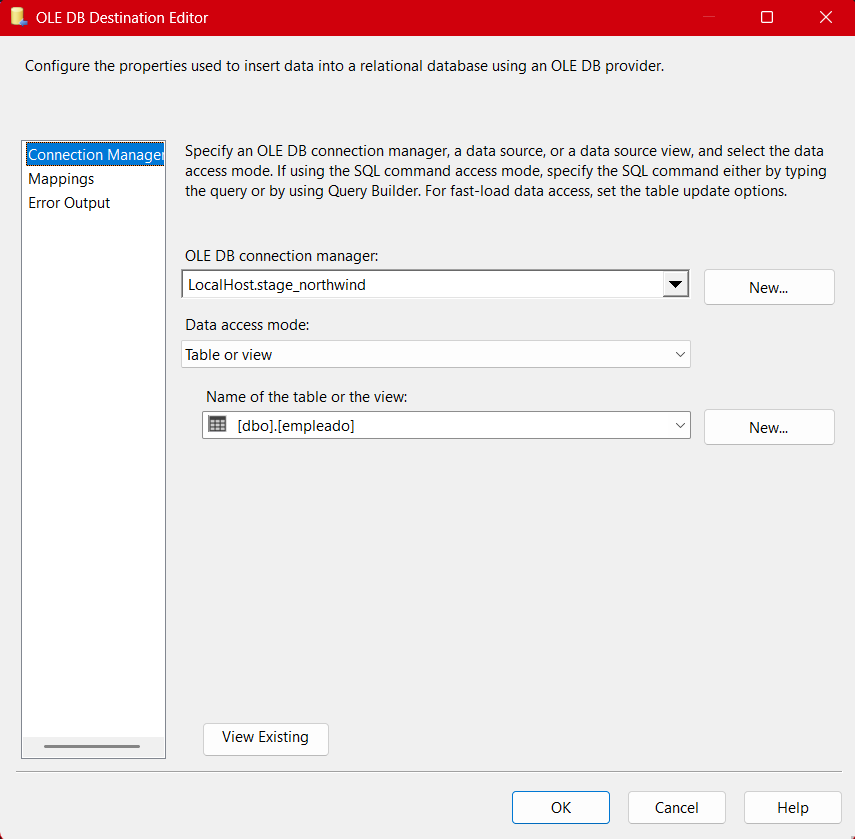 OLE DB Destination Editor
Configure the properties used to insert data into a relational database using an OLE DB provider.
Connection Manager
Mappings
Error Output
Specify an OLE DB connection manager, a data source, or a data source view, and select the data
access mode. If using the SQL command access mode, specify the SQL command either by typing
the query or by using Query Builder. For fast-load data access, set the table update options.
OLE DB connection manager:
LocalHost.stage_northwind
New...
Data access mode:
Table or view
Name of the table or the view:
[dbo].[empleado]
New...
View Existing
OK
Cancel
Help